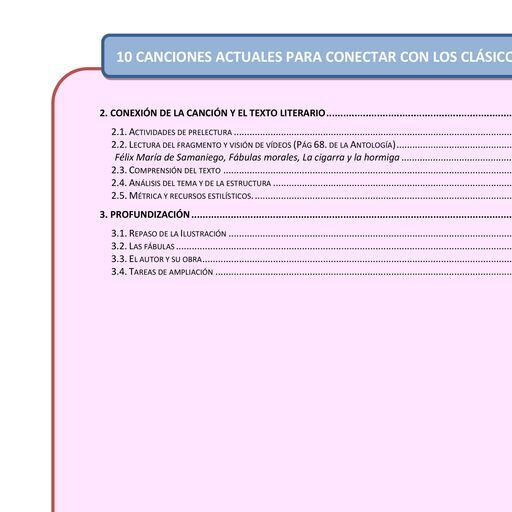 10 CANCIONES ACTUALES PARA CONECTAR CON LOS CLÁSICO
2. CONEXIÓN DE LA CANCIÓN Y EL TEXTO LITERARIO
2.1. ACTIVIDADES DE PRELECTURA
2.2. LECTURA DEL FRAGMENTO Y VISIÓN DE VÍDEOS (PÁG 68. DE LA ANTOLOGÍA)
Félix María de Samaniego, Fábulas morales, La cigarra y la hormiga
2.3. COMPRENSIÓN DEL TEXTO
2.4. ANÁLISIS DEL TEMA Y DE LA ESTRUCTURA
2.5. MÉTRICA Y RECURSOS ESTILÍSTICOS.
3. PROFUNDIZACIÓN
3.1. REPASO DE LA ILUSTRACIÓN
3.2. LAS FÁBULAS
3.3. EL AUTOR Y SU OBRA
3.4. TAREAS DE AMPLIACIÓN